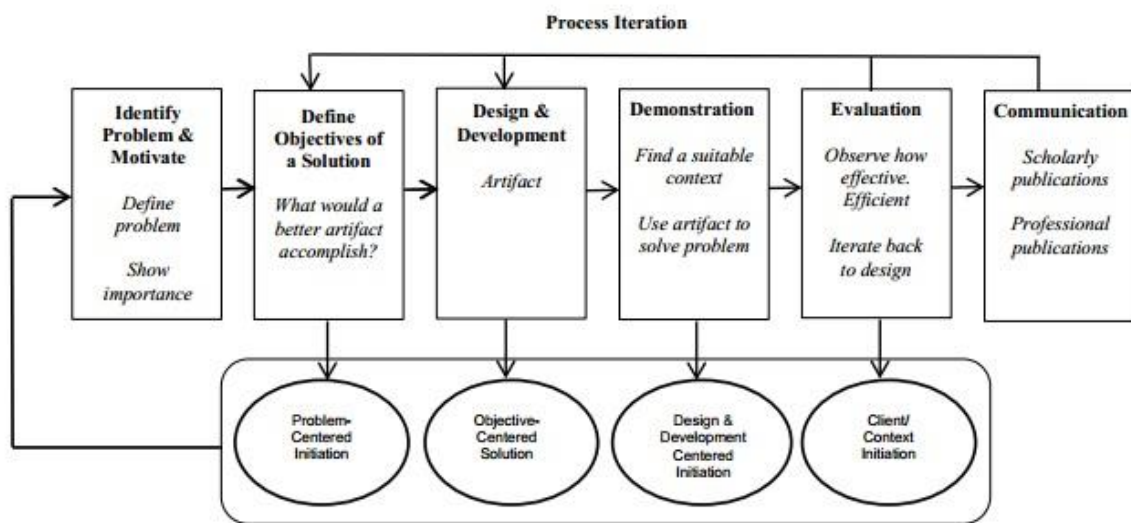 Process Iteration
Identify
Problem &
Motivate
Define
problem
Show
importance
Define
Objectives of
a Solution
What would a
better artifact
accomplish?
Design &
Development
Artifact
Demonstration
Find a suitable
context
Use artifact to
solve problem
Evaluation
Observe how
effective.
Efficient
Iterate back
to design
Communication
Scholarly
publications
Professional
publications
Problem-
Centered
Initiation
Objective-
Centered
Solution
Design &
Development
Centered
Initiation
Client/
Context
Initiation